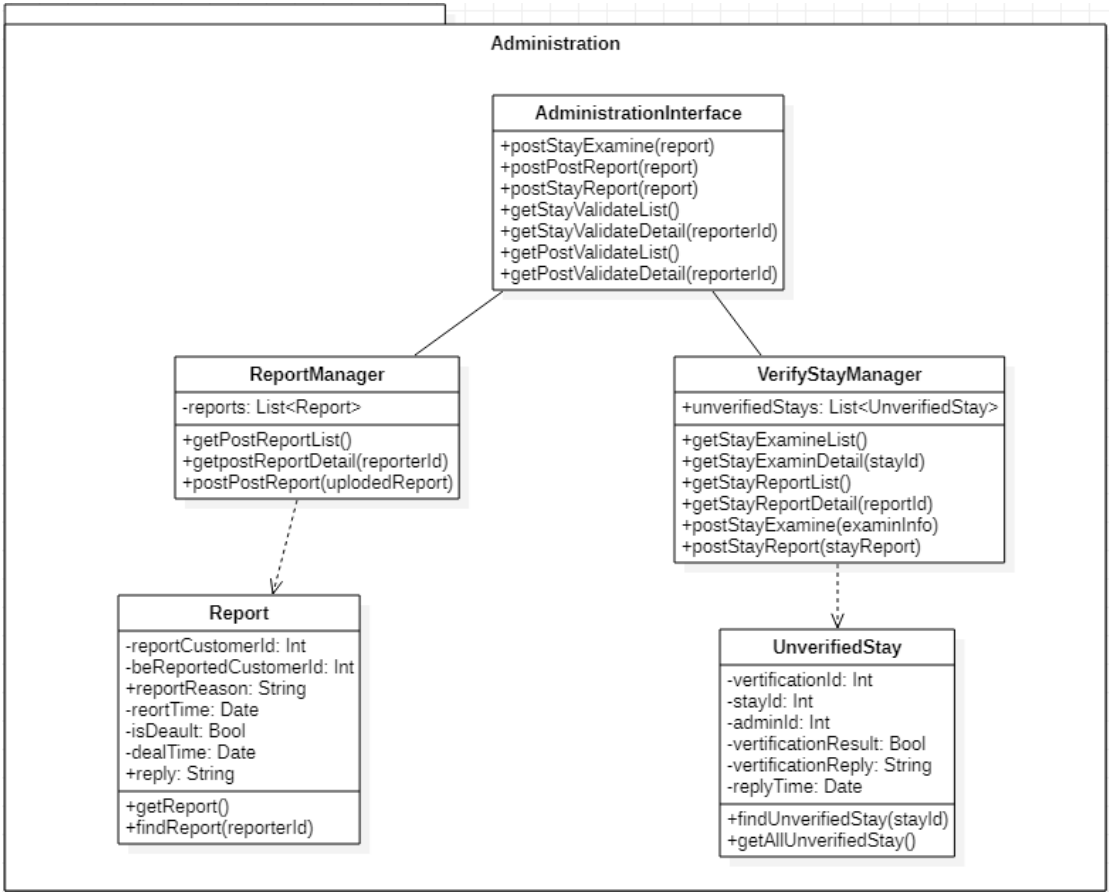 Administration
AdministrationInterface
+postStayExamine(report)
+postPostReport(report)
+postStayReport(report)
+getStayValidateList()
+getStayValidateDetail(reporterId)
+getPostValidateList()
+getPostValidateDetail(reporterId)
ReportManager
-reports: List<Report>
+getPostReportList()
+getpostReportDetail(reporterId)
+postPostReport(uplodedReport)
VerifyStayManager
+unverifiedStays: List<UnverifiedStay>
+getStayExamineList()
+getStayExaminDetail(stayId)
+getStayReportList()
+getStayReportDetail(reportId)
+postStayExamine(examinInfo)
+postStayReport(stayReport)
Report
-reportCustomerId: Int
-beReportedCustomerId: Int
+reportReason: String
-reortTime: Date
-isDeault: Bool
-dealTime: Date
+reply: String
+getReport()
+findReport(reporterId)
UnverifiedStay
-vertificationId: Int
-stayId: Int
-adminId: Int
-vertificationResult: Bool
-vertificationReply: String
-replyTime: Date
+findUnverifiedStay(stayId)
+getAllUnverifiedStay()